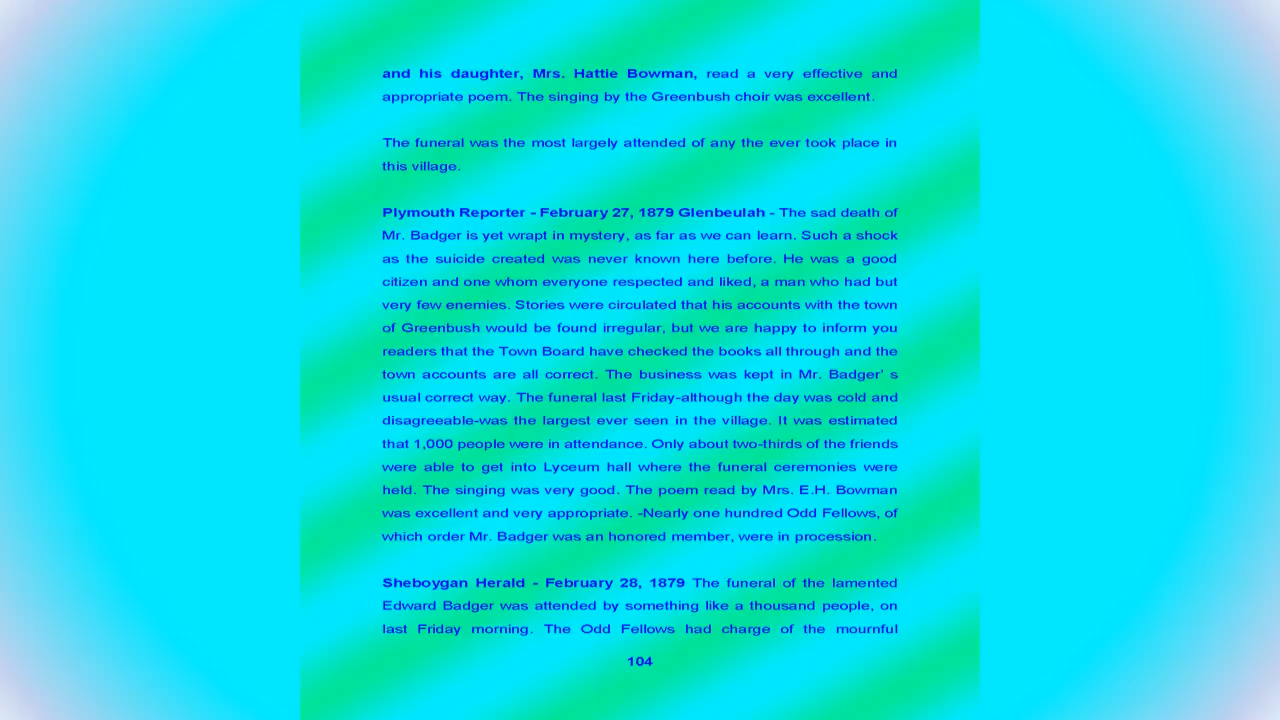 and his daughter, Mrs. Hattie Bowman, read a very effective and
appropriate poem. The singing by the Greenbush choir was excellent.
The funeral was the most largely attended of any the ever took place in
this village.
Plymouth Reporter - February 27, 1879 Glenbeulah - The sad death of
Mr. Badger is yet wrapt in mystery, as far as we can learn. Such a shock
as the suicide created was never known here before. He was a good
citizen and one whom everyone respected and liked, a man who had but
very few enemies. Stories were circulated that his accounts with the town
of Greenbush would be found irregular, but we are happy to inform you
readers that the Town Board have checked the books all through and the
town accounts are all correct. The business was kept in Mr. Badger' s
usual correct way. The funeral last Friday-although the day was cold and
disagreeable-was the largest ever seen in the village. It was estimated
that 1,000 people were in attendance. Only about two-thirds of the friends
were able to get into Lyceum hall where the funeral ceremonies were
held. The singing was very good. The poem read by Mrs. E.H. Bowman
was excellent and very appropriate. -Nearly one hundred Odd Fellows, of
which order Mr. Badger was an honored member, were in procession.
Sheboygan Herald - February 28, 1879 The funeral of the lamented
Edward Badger was attended by something like a thousand people, on
last Friday morning. The Odd Fellows had charge of the mournful
104